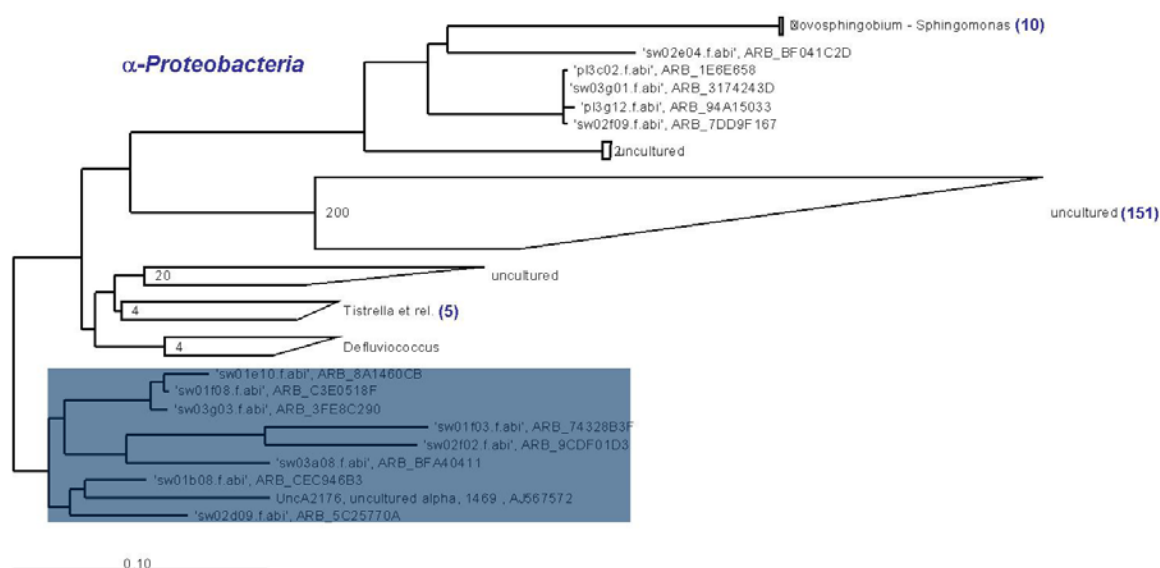 Novosphingobium - Sphingomonas (10)
α-Proteobacteria
'sw02e04.f.abi', ARB_BF041C2D
'pl3c02.f.abi', ARB_1E6E658
'sw03g01.f.abi', ARB_3174243D
'pl3g12.f.abi', ARB_94A15033
'sw02f09.f.abi', ARB_7DD9F167
2 uncultured
200
uncultured (151)
20 uncultured
4 Tistrella et rel. (5)
4 Defluviococcus
'sw01e10.f.abi', ARB_8A1460CB
'sw01f08.f.abi', ARB_C3E0518F
'sw03g03.f.abi', ARB_3FE8C290
'sw01f03.f.abi', ARB_74328B3F
'sw02f02.f.abi', ARB_9CDF01D3
'sw03a08.f.abi', ARB_BFA40411
'sw01b08.f.abi', ARB_CEC946B3
UncA2176, uncultured alpha, 1469 , AJ567572
'sw02d09.f.abi', ARB_5C25770A
0.10